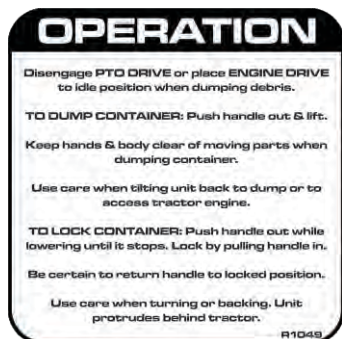 OPERATION
Disengage PTO DRIVE or place ENGINE DRIVE
to idle position when dumping debris.
TO DUMP CONTAINER: Push handle out & lift.
Keep hands & body clear of moving parts when
dumping container.
Use care when tilting unit back to dump or to
access tractor engine.
TO LOCK CONTAINER: Push handle out while
lowering until it stops. Lock by pulling handle in.
Be certain to return handle to locked position.
Use care when turning or backing. Unit
protrudes behind tractor.
R1049